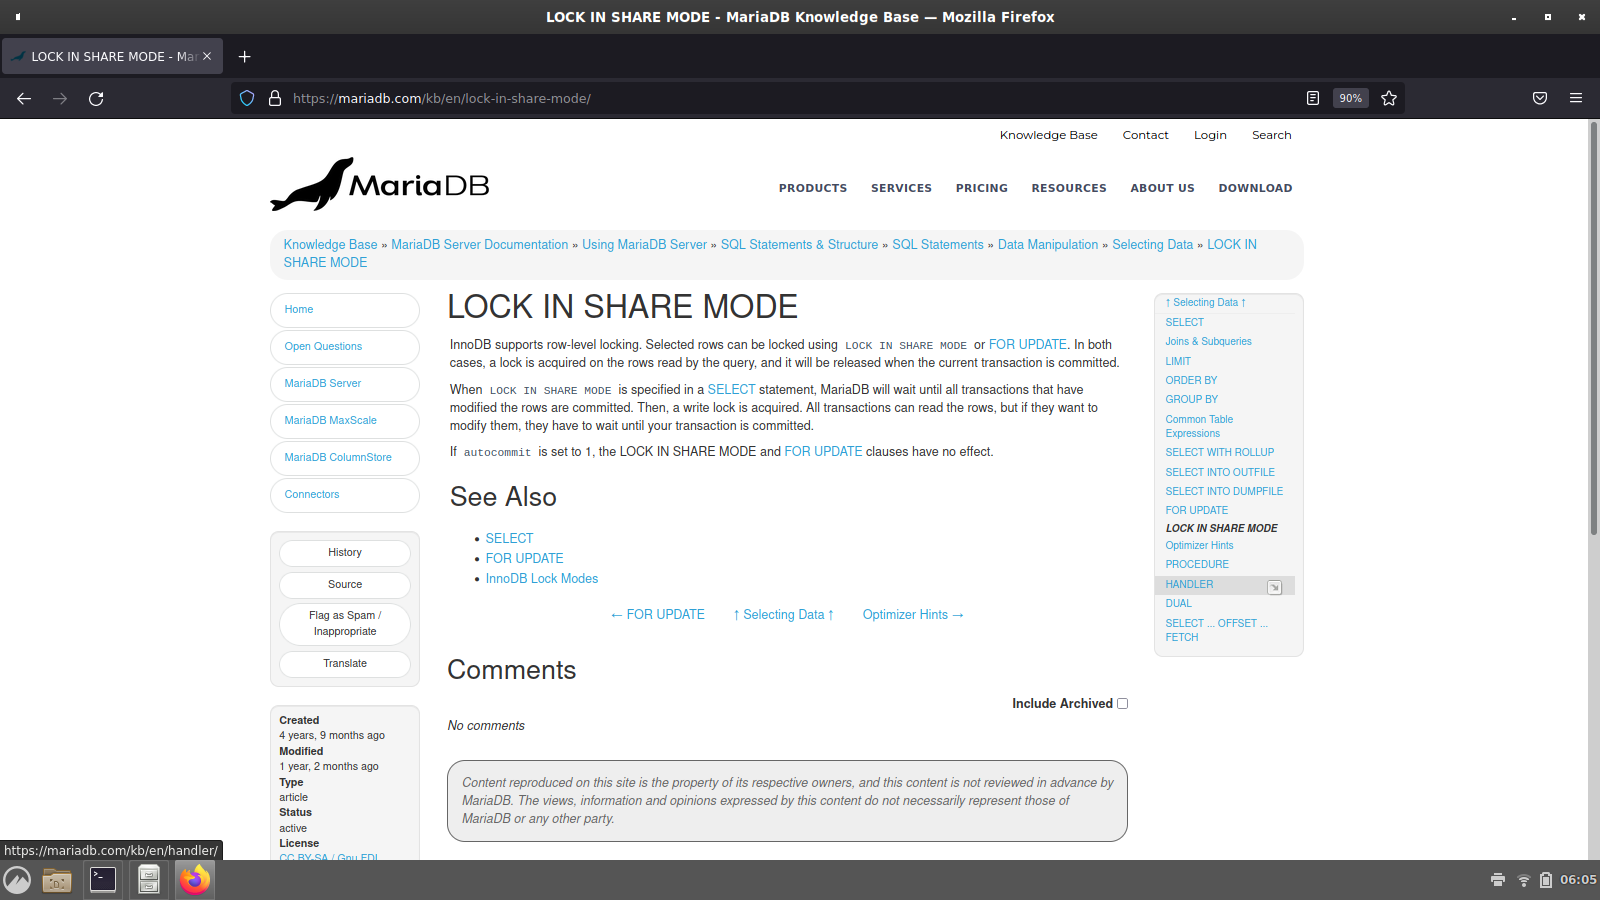 LOCK IN SHARE MODE - MariaDB Knowledge Base — Mozilla Firefox
LOCK IN SHARE MODE - Mar
https://mariadb.com/kb/en/lock-in-share-mode/
90%
Knowledge Base Contact Login Search
MariaDB
PRODUCTS SERVICES PRICING RESOURCES ABOUT US DOWNLOAD
Knowledge Base » MariaDB Server Documentation » Using MariaDB Server » SQL Statements & Structure » SQL Statements » Data Manipulation » Selecting Data » LOCK IN
SHARE MODE
Home
Open Questions
MariaDB Server
MariaDB MaxScale
MariaDB ColumnStore
Connectors
History
Source
Flag as Spam /
Inappropriate
Translate
Created
4 years, 9 months ago
Modified
1 year, 2 months ago
Type
article
Status
active
License
CC BY-SA / Gnu FDL
LOCK IN SHARE MODE
InnoDB supports row-level locking. Selected rows can be locked using LOCK IN SHARE MODE or FOR UPDATE. In both
cases, a lock is acquired on the rows read by the query, and it will be released when the current transaction is committed.
When LOCK IN SHARE MODE is specified in a SELECT statement, MariaDB will wait until all transactions that have
modified the rows are committed. Then, a write lock is acquired. All transactions can read the rows, but if they want to
modify them, they have to wait until your transaction is committed.
If autocommit is set to 1, the LOCK IN SHARE MODE and FOR UPDATE clauses have no effect.
See Also
• SELECT
• FOR UPDATE
• InnoDB Lock Modes
← FOR UPDATE ↑ Selecting Data ↑ Optimizer Hints →
Comments
Include Archived
No comments
Content reproduced on this site is the property of its respective owners, and this content is not reviewed in advance by
MariaDB. The views, information and opinions expressed by this content do not necessarily represent those of
MariaDB or any other party.
↑ Selecting Data ↑
SELECT
Joins & Subqueries
LIMIT
ORDER BY
GROUP BY
Common Table
Expressions
SELECT WITH ROLLUP
SELECT INTO OUTFILE
SELECT INTO DUMPFILE
FOR UPDATE
LOCK IN SHARE MODE
Optimizer Hints
PROCEDURE
HANDLER
DUAL
SELECT ... OFFSET ...
FETCH
https://mariadb.com/kb/en/handler/
06:05